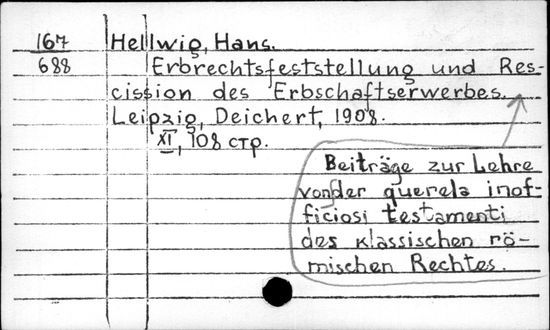 167 Hellwig, Hans.
688 Erbrechtsfeststellung und Res-
cission des Erbschaftserwerbes.
Leipzig, Deichert, 1908.
XI, 108 стр.
Beiträge zur Lehre
von der querela inof-
ficiosi testamenti
des klassischen rö-
mischen Rechtes.